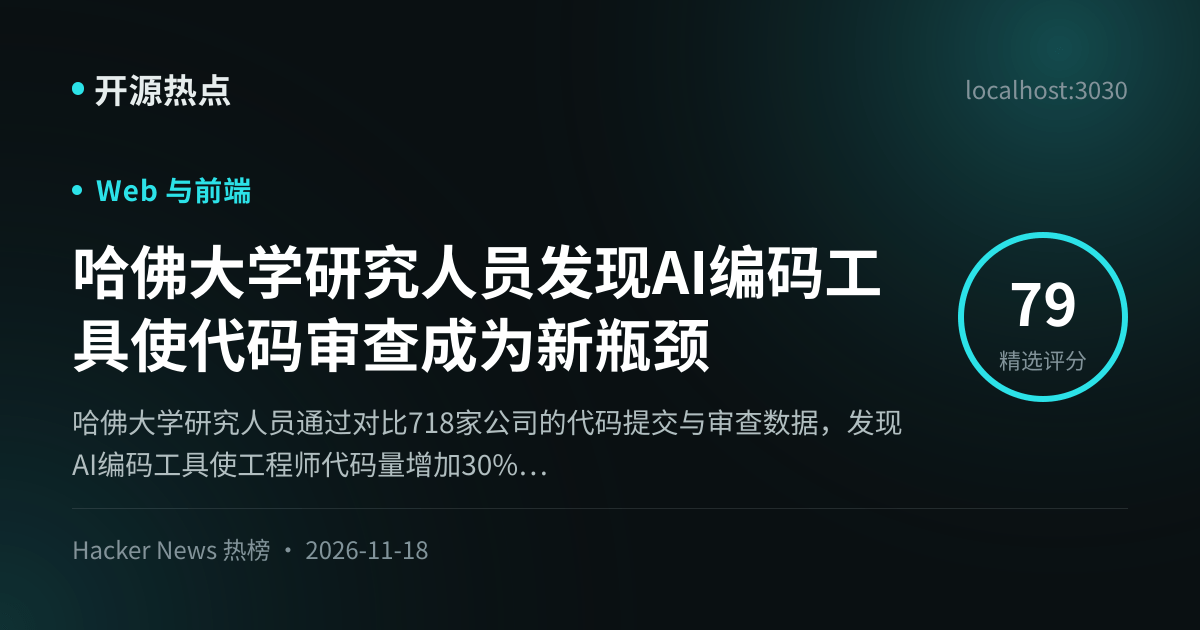 开源热点
localhost:3030
Web 与前端
哈佛大学研究人员发现AI编码工
具使代码审查成为新瓶颈
79
精选评分
哈佛大学研究人员通过对比718家公司的代码提交与审查数据，发现
AI编码工具使工程师代码量增加30%…
Hacker News 热榜 · 2026-11-18